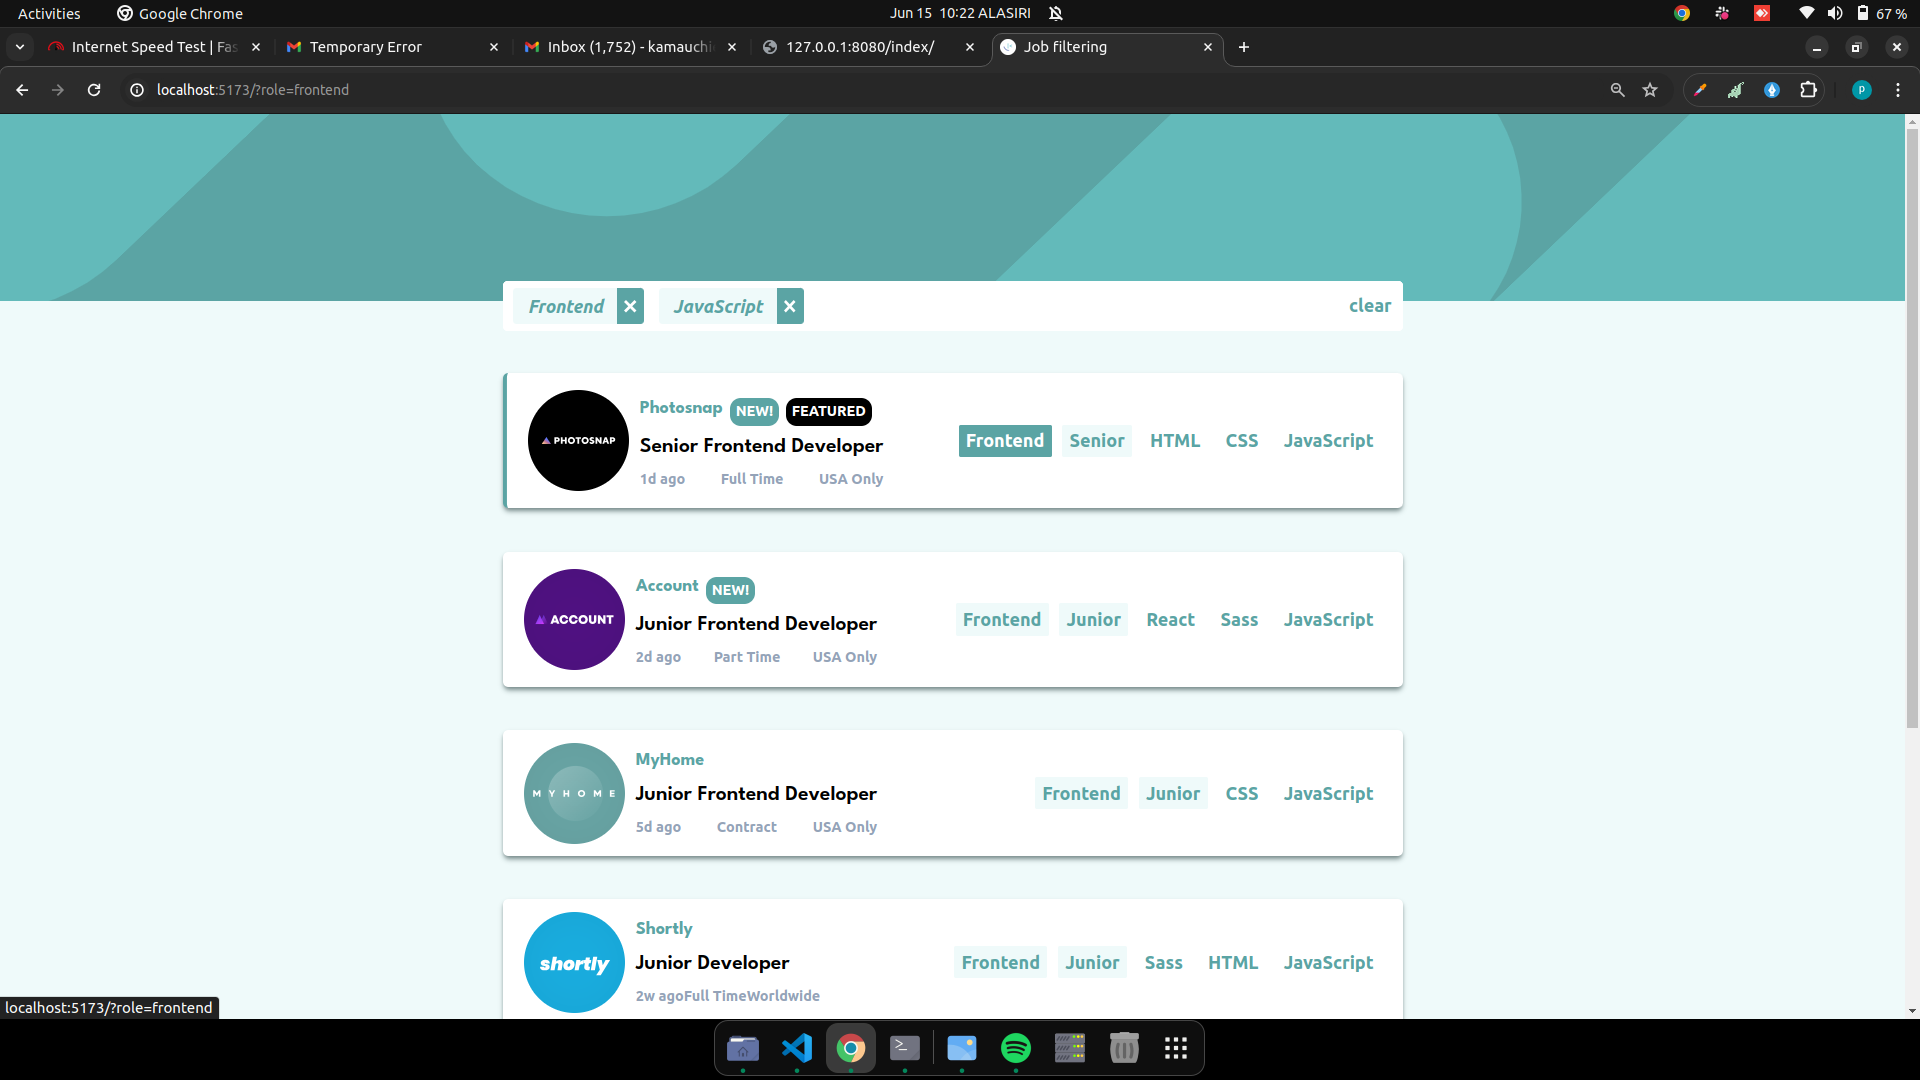 Activities Google Chrome Jun 15 10:22 ALASIRI 67 %
Internet Speed Test | Fas Temporary Error Inbox (1,752) - kamauchi 127.0.0.1:8080/index/ Job filtering
localhost:5173/?role=frontend P
Frontend JavaScript clear
PHOTOSNAP
Photosnap NEW! FEATURED
Senior Frontend Developer
1d ago Full Time USA Only
Frontend Senior HTML CSS JavaScript
ACCOUNT
Account NEW!
Junior Frontend Developer
2d ago Part Time USA Only
Frontend Junior React Sass JavaScript
MYHOME
MyHome
Junior Frontend Developer
5d ago Contract USA Only
Frontend Junior CSS JavaScript
shortly
Shortly
Junior Developer
2w agoFull TimeWorldwide
Frontend Junior Sass HTML JavaScript
localhost:5173/?role=frontend